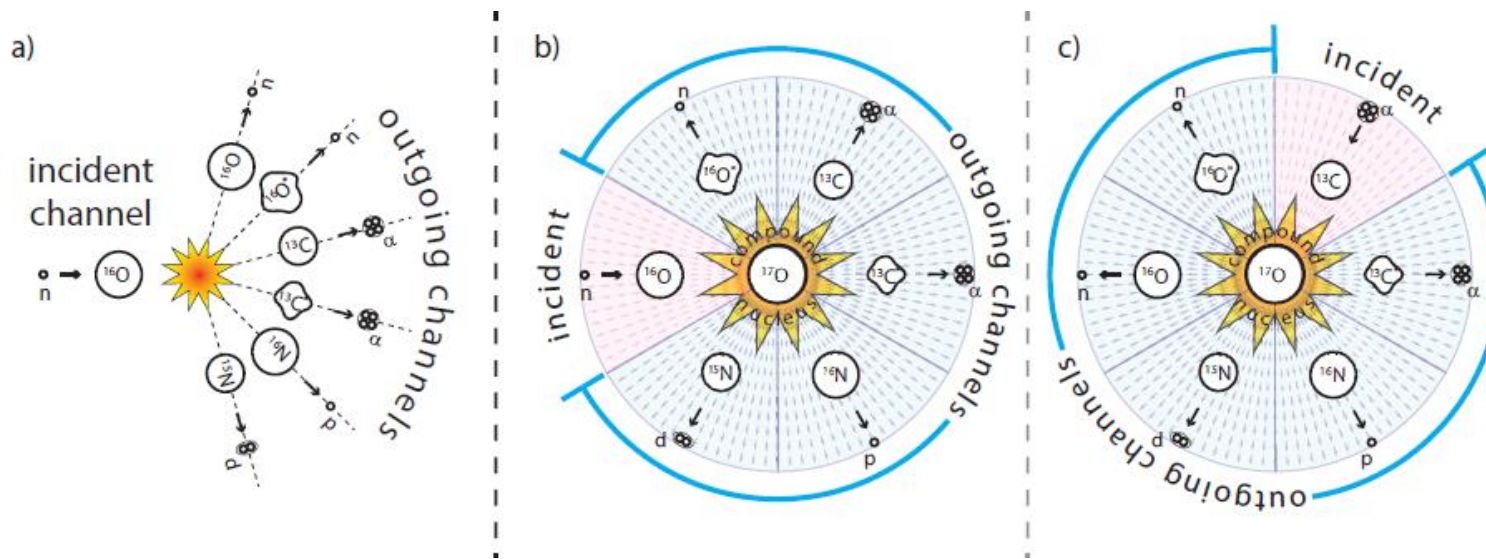 a)
incident
channel
n
¹⁶O
¹⁶O
n
¹⁶O*
n
¹³C
α
¹³C
α
¹⁶N
p
¹⁵N
d
outgoing channels
b)
incident
outgoing channels
n
¹⁶O*
α
¹³C
n
¹⁶O
compound
¹⁷O
nucleus
¹³C
α
¹⁵N
d
¹⁶N
p
c)
incident
outgoing channels
n
¹⁶O*
α
¹³C
n
¹⁶O
compound
¹⁷O
nucleus
¹³C
α
¹⁵N
d
¹⁶N
p